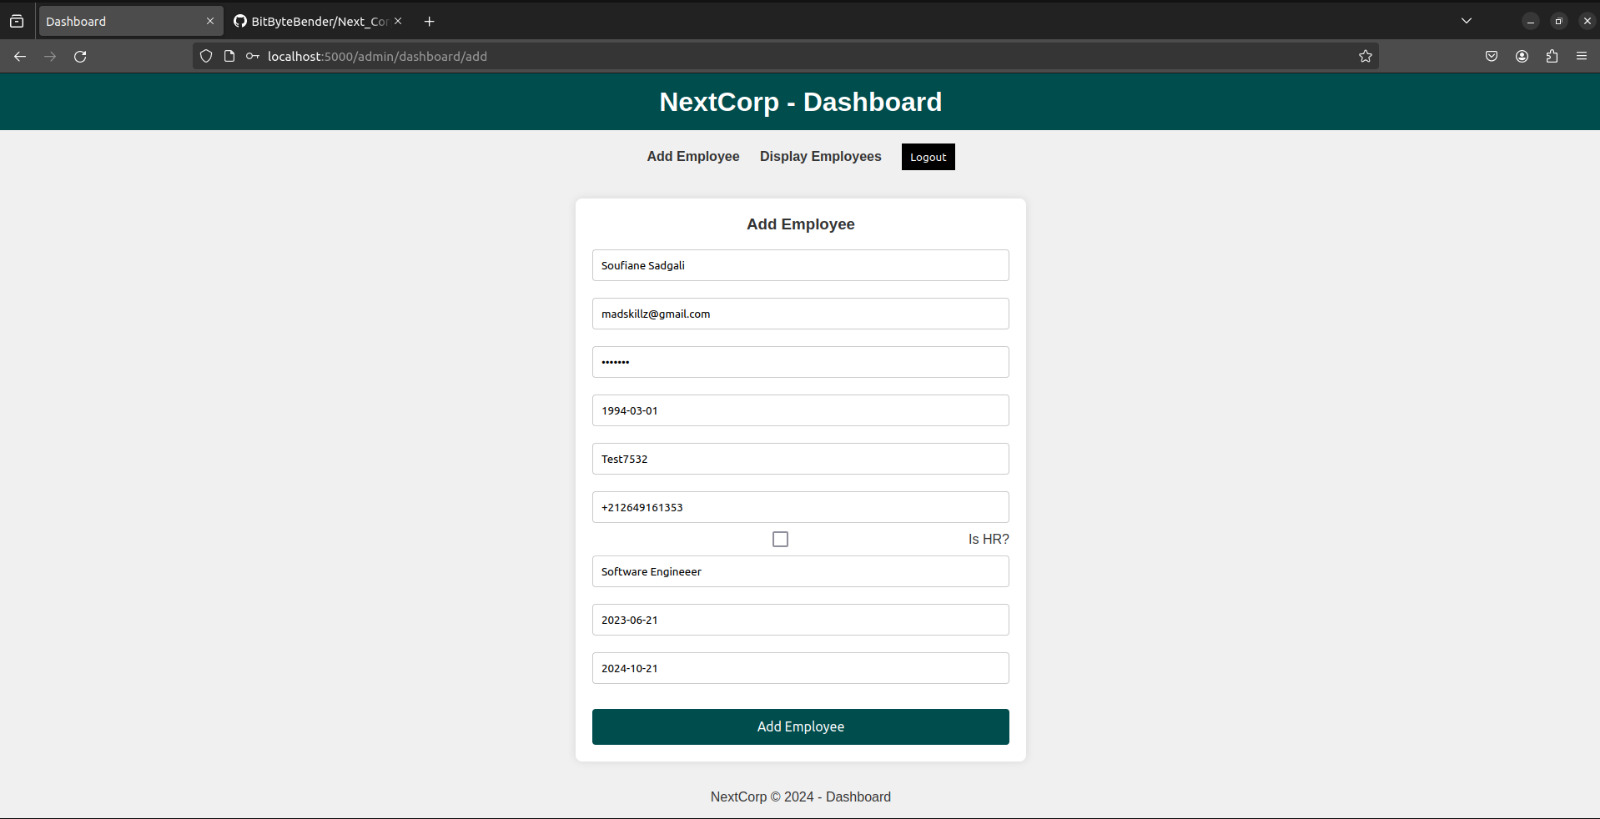 Dashboard
BitByteBender/Next_Cor
localhost:5000/admin/dashboard/add
NextCorp - Dashboard
Add Employee
Display Employees
Logout
Add Employee
Soufiane Sadgali
madskillz@gmail.com
•••••••
1994-03-01
Test7532
+212649161353
Is HR?
Software Engineeer
2023-06-21
2024-10-21
Add Employee
NextCorp © 2024 - Dashboard